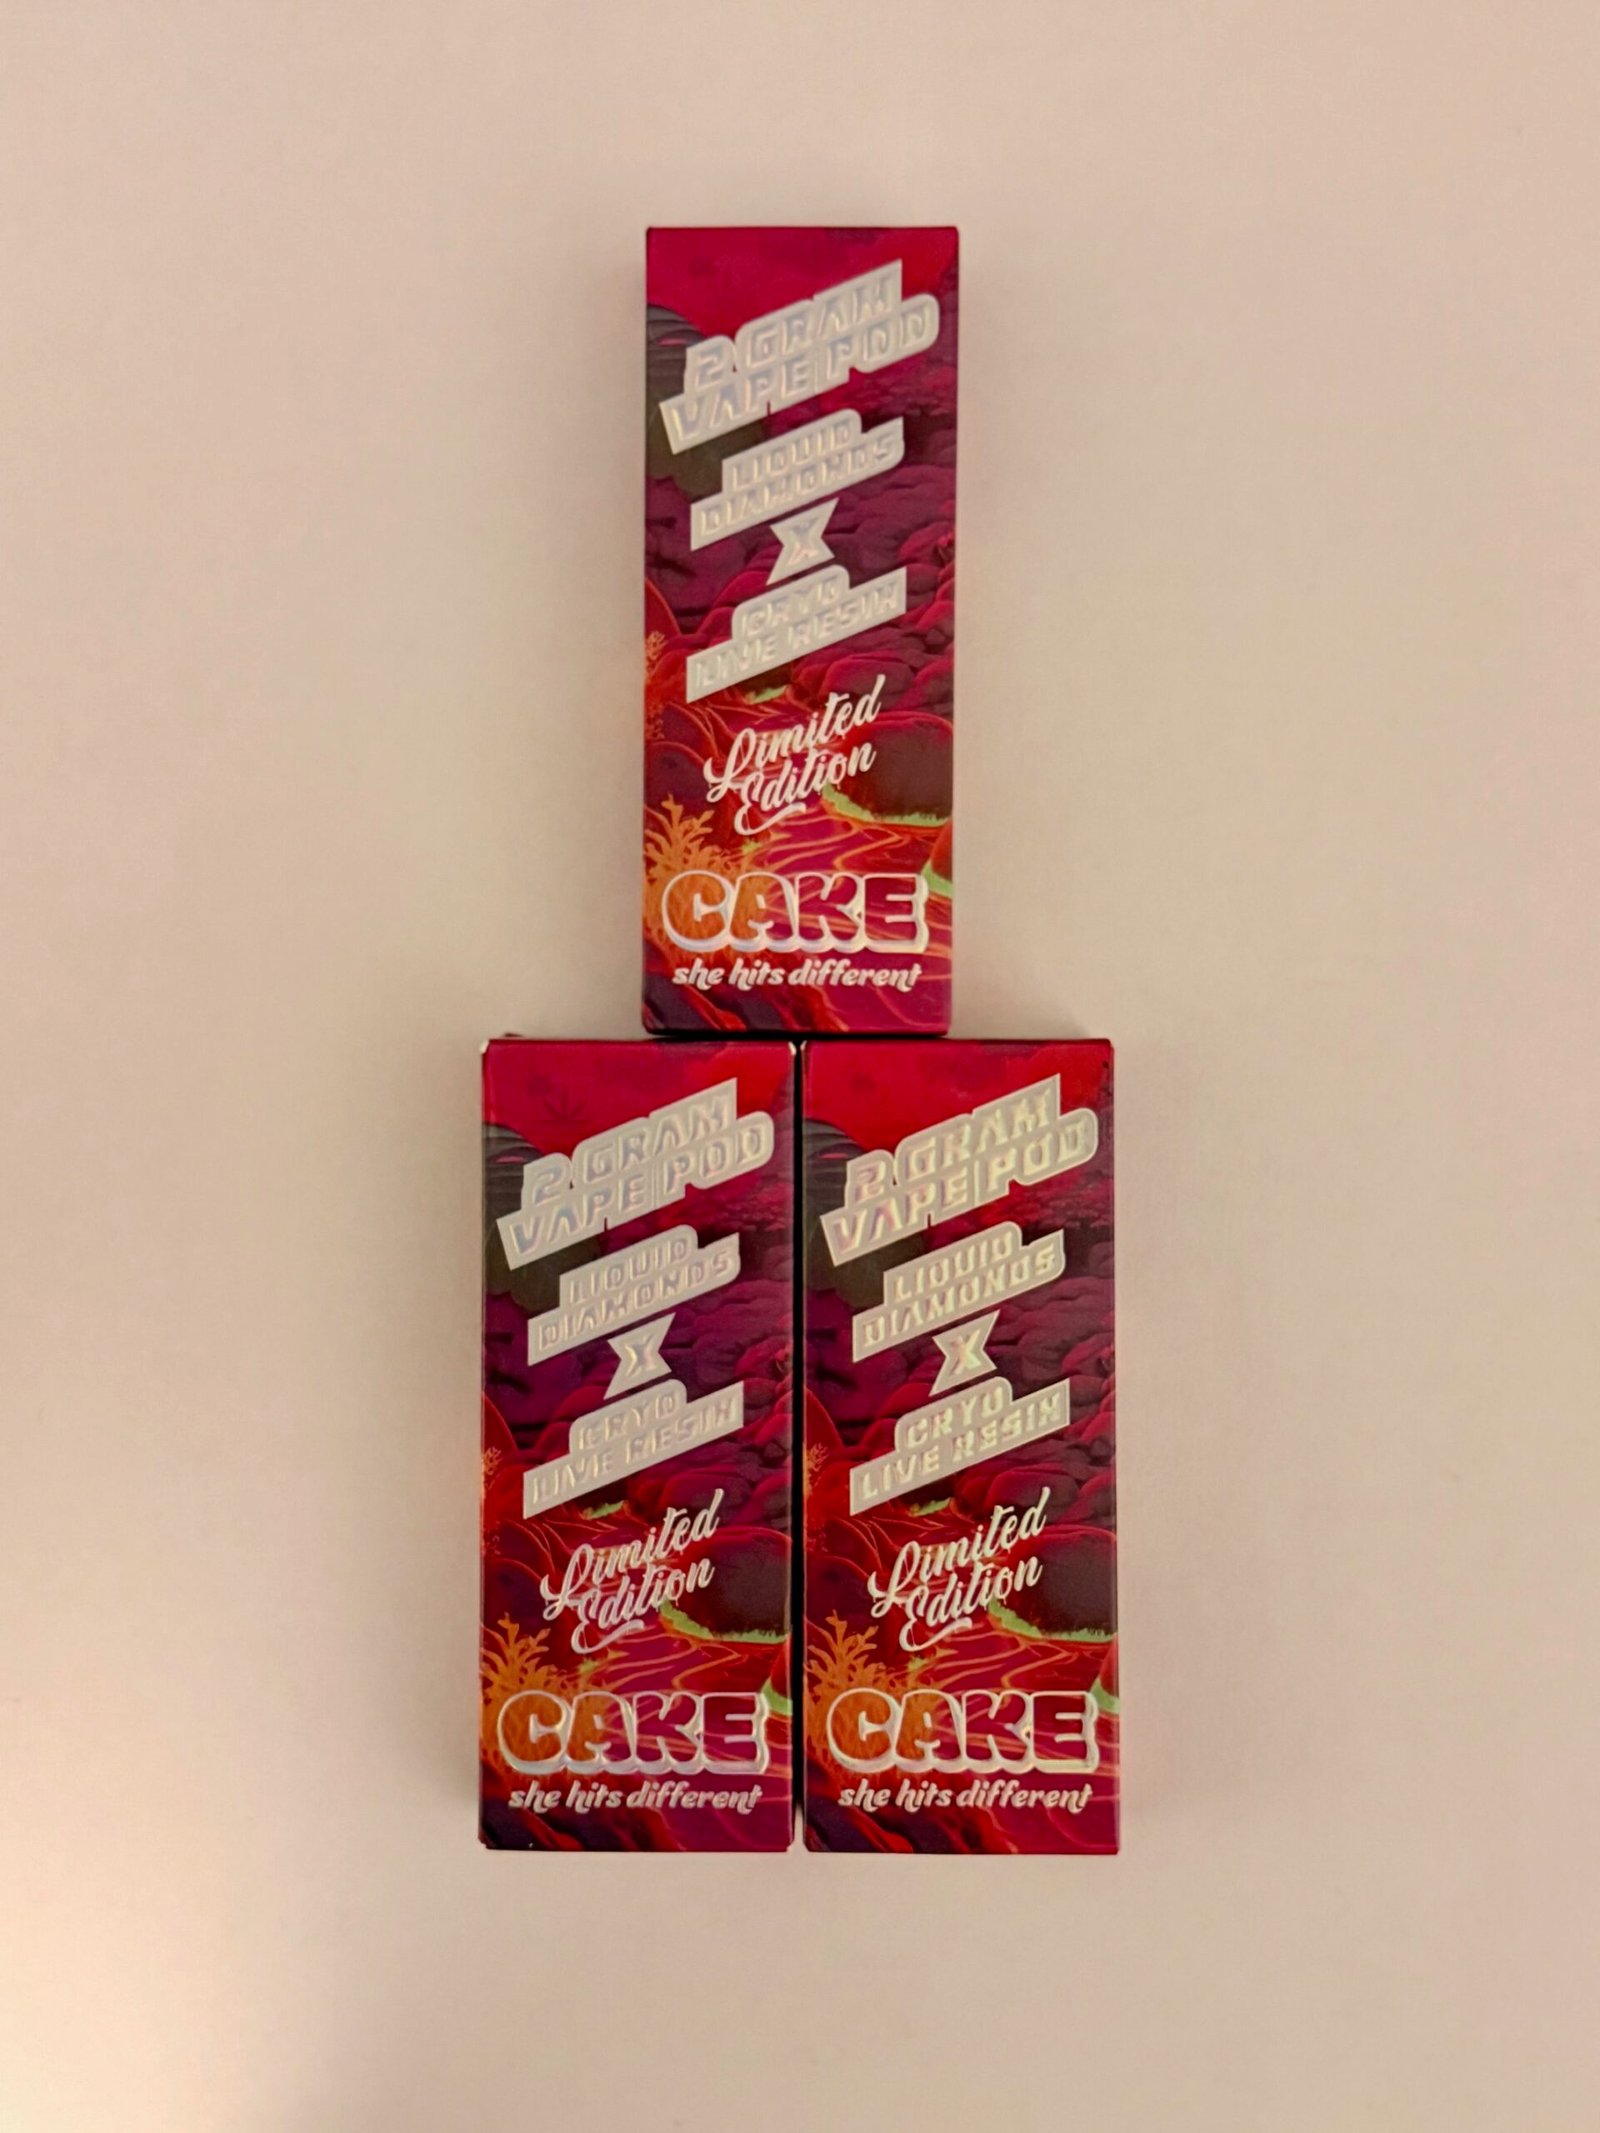 2 GRAM
VAPE POD
LIQUID
DIAMONDS
X
CRYO
LIVE RESIN
Limited
Edition
CAKE
she hits different
2 GRAM
VAPE POD
LIQUID
DIAMONDS
X
CRYO
LIVE RESIN
Limited
Edition
CAKE
she hits different
2 GRAM
VAPE POD
LIQUID
DIAMONDS
X
CRYO
LIVE RESIN
Limited
Edition
CAKE
she hits different